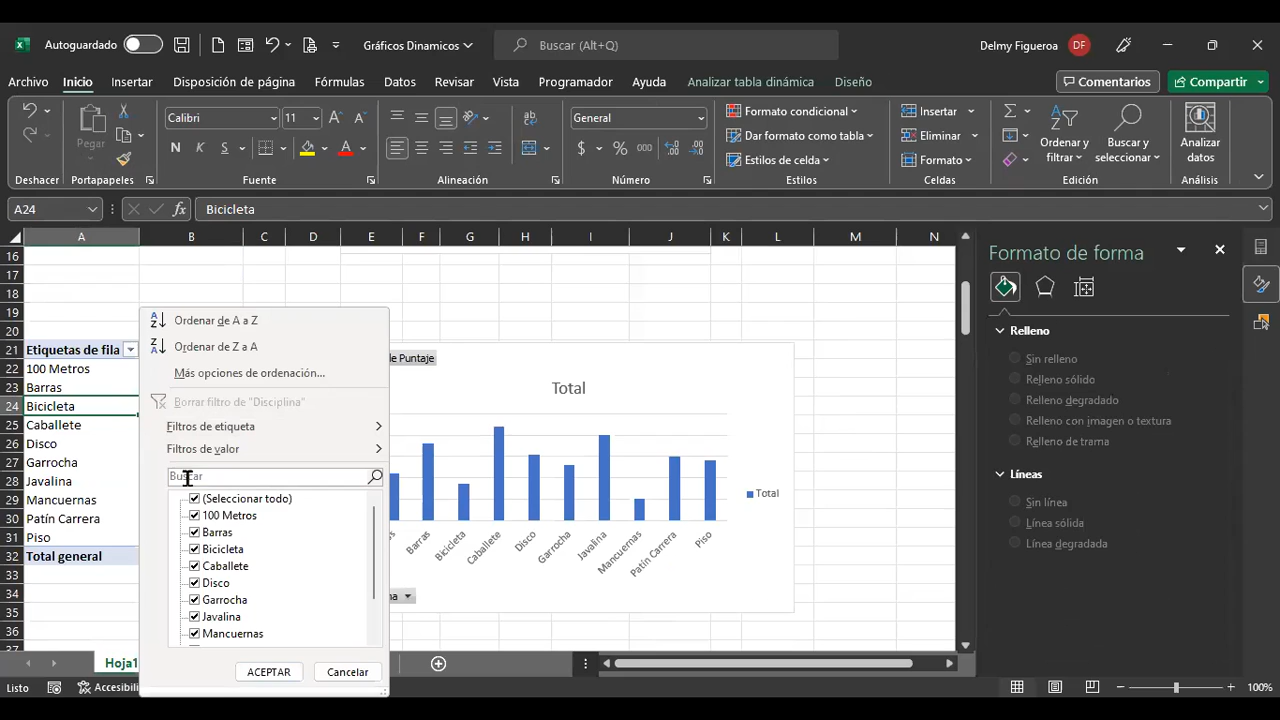 Autoguardado
Gráficos Dinamicos
Buscar (Alt+Q)
Delmy Figueroa
DF
Archivo Inicio Insertar Disposición de página Fórmulas Datos Revisar Vista Programador Ayuda Analizar tabla dinámica Diseño
Comentarios
Compartir
Pegar
Calibri 11
N K S
General
$ % 000
Formato condicional
Dar formato como tabla
Estilos de celda
Insertar
Eliminar
Formato
Ordenar y filtrar
Buscar y seleccionar
Analizar datos
Deshacer Portapapeles Fuente Alineación Número Estilos Celdas Edición Análisis
A24
Bicicleta
A B C D E F G H I J K L M N
16
17
18
19
20
21 Etiquetas de fila
22 100 Metros
23 Barras
24 Bicicleta
25 Caballete
26 Disco
27 Garrocha
28 Javalina
29 Mancuernas
30 Patín Carrera
31 Piso
32 Total general
33
34
35
36
37
Ordenar de A a Z
Ordenar de Z a A
Más opciones de ordenación...
Borrar filtro de "Disciplina"
Filtros de etiqueta
Filtros de valor
Buscar
(Seleccionar todo)
100 Metros
Barras
Bicicleta
Caballete
Disco
Garrocha
Javalina
Mancuernas
ACEPTAR
Cancelar
de Puntaje
Total
Total
Barras
Bicicleta
Caballete
Disco
Garrocha
Javalina
Mancuernas
Patín Carrera
Piso
Formato de forma
Relleno
Sin relleno
Relleno sólido
Relleno degradado
Relleno con imagen o textura
Relleno de trama
Líneas
Sin línea
Línea sólida
Línea degradada
Hoja1
Listo
100%